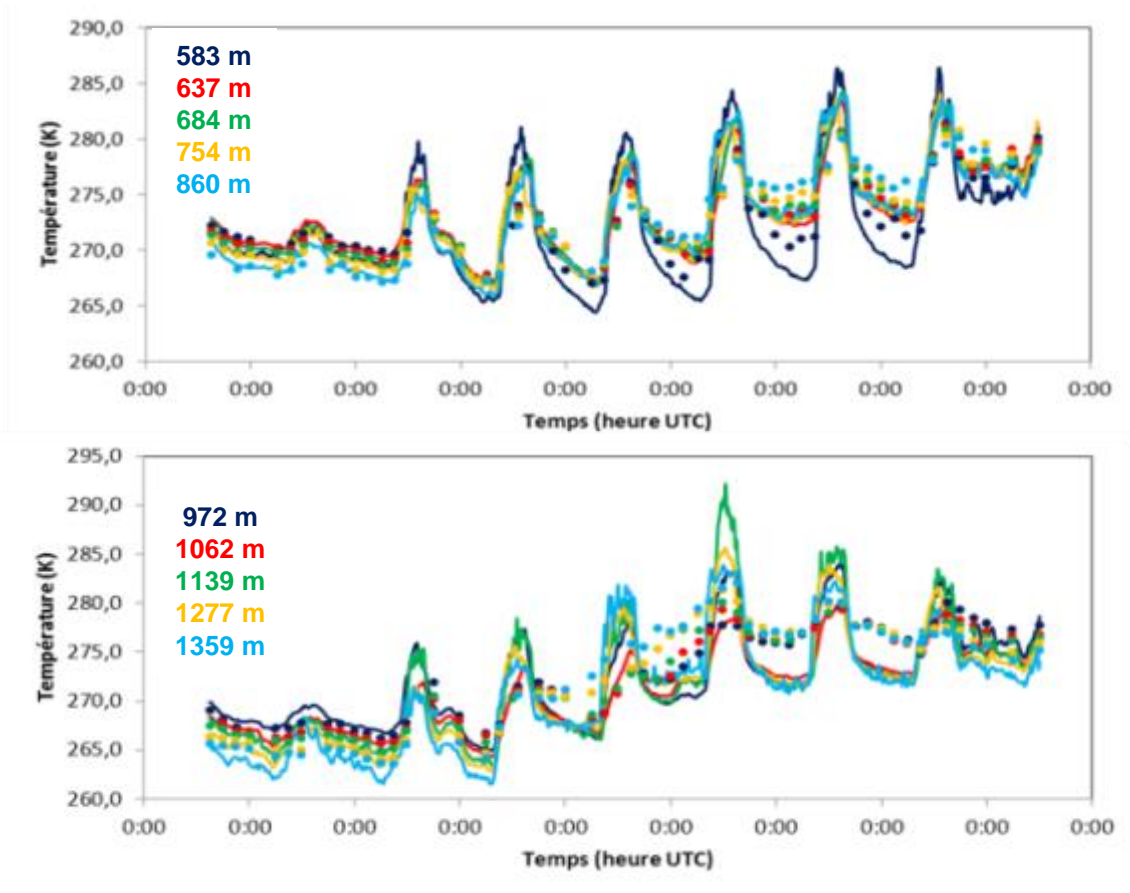 290,0
285,0
280,0
275,0
270,0
265,0
260,0
Température (K)
583 m
637 m
684 m
754 m
860 m
0:00 0:00 0:00 0:00 0:00 0:00 0:00 0:00 0:00 0:00
Temps (heure UTC)
295,0
290,0
285,0
280,0
275,0
270,0
265,0
260,0
Température (K)
972 m
1062 m
1139 m
1277 m
1359 m
0:00 0:00 0:00 0:00 0:00 0:00 0:00 0:00 0:00 0:00
Temps (heure UTC)